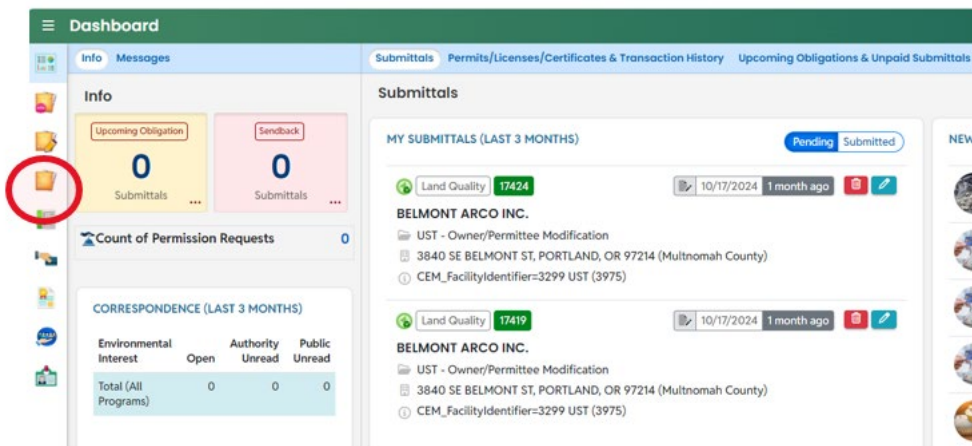 Dashboard
Info Messages
Submittals Permits/Licenses/Certificates & Transaction History Upcoming Obligations & Unpaid Submittals
Info
Upcoming Obligation
0
Submittals
...
Sendback
0
Submittals
...
Count of Permission Requests 0
CORRESPONDENCE (LAST 3 MONTHS)
Environmental Interest Open Authority Unread Public Unread
Total (All Programs) 0 0 0
Submittals
MY SUBMITTALS (LAST 3 MONTHS) Pending Submitted
Land Quality 17424 10/17/2024 1 month ago
BELMONT ARCO INC.
UST - Owner/Permittee Modification
3840 SE BELMONT ST, PORTLAND, OR 97214 (Multnomah County)
CEM_FacilityIdentifier=3299 UST (3975)
Land Quality 17419 10/17/2024 1 month ago
BELMONT ARCO INC.
UST - Owner/Permittee Modification
3840 SE BELMONT ST, PORTLAND, OR 97214 (Multnomah County)
CEM_FacilityIdentifier=3299 UST (3975)
NEW